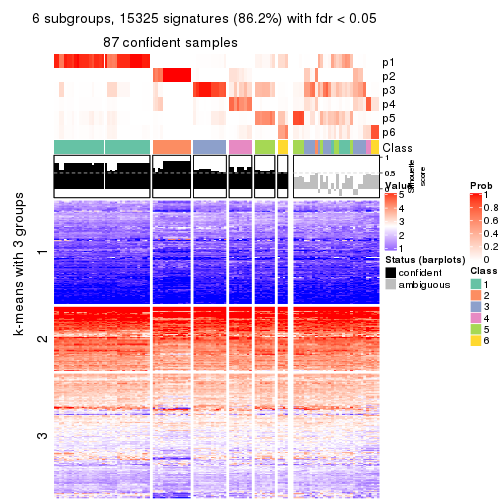 6 subgroups, 15325 signatures (86.2%) with fdr < 0.05
87 confident samples
p1
p2
p3
p4
p5
p6
Class
1
0.5
0
Silhouette
score
k-means with 3 groups
1
2
3
Value
5
4
3
2
1
Status (barplots)
confident
ambiguous
Prob
1
0.8
0.6
0.4
0.2
0
Class
1
2
3
4
5
6